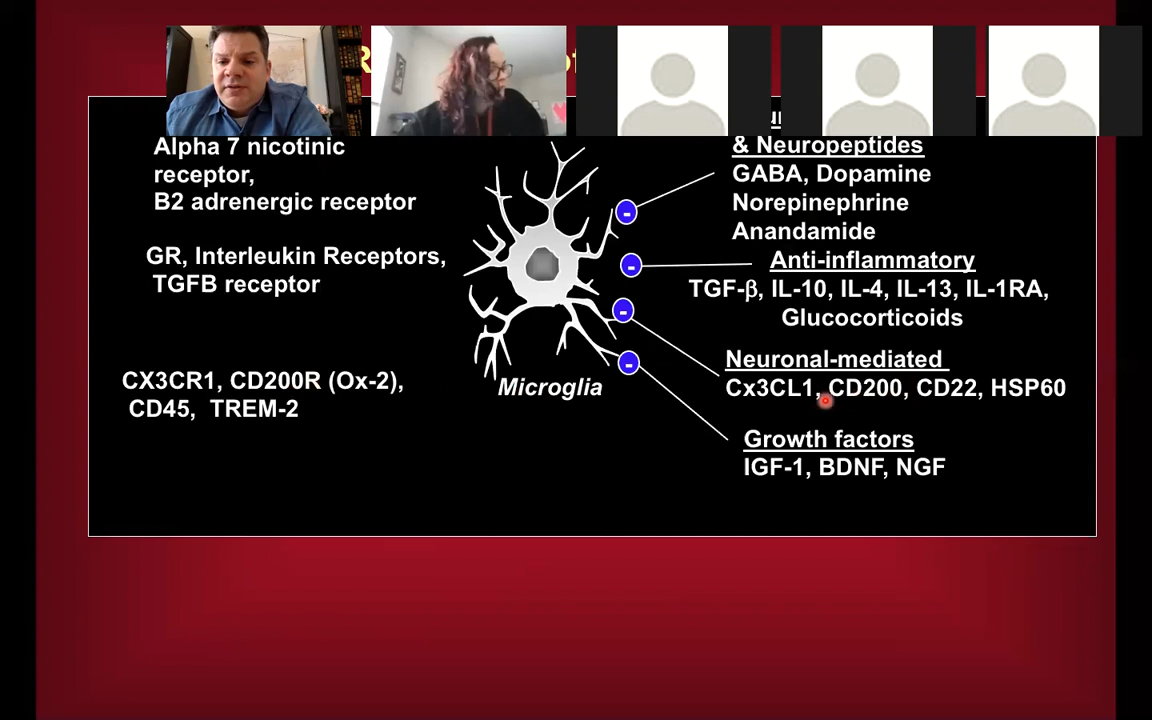 Alpha 7 nicotinic
receptor,
B2 adrenergic receptor
GR, Interleukin Receptors,
TGFB receptor
CX3CR1, CD200R (Ox-2),
CD45, TREM-2
Microglia
- 
-
-
-
& Neuropeptides
GABA, Dopamine
Norepinephrine
Anandamide
Anti-inflammatory
TGF-β, IL-10, IL-4, IL-13, IL-1RA,
Glucocorticoids
Neuronal-mediated
Cx3CL1, CD200, CD22, HSP60
Growth factors
IGF-1, BDNF, NGF